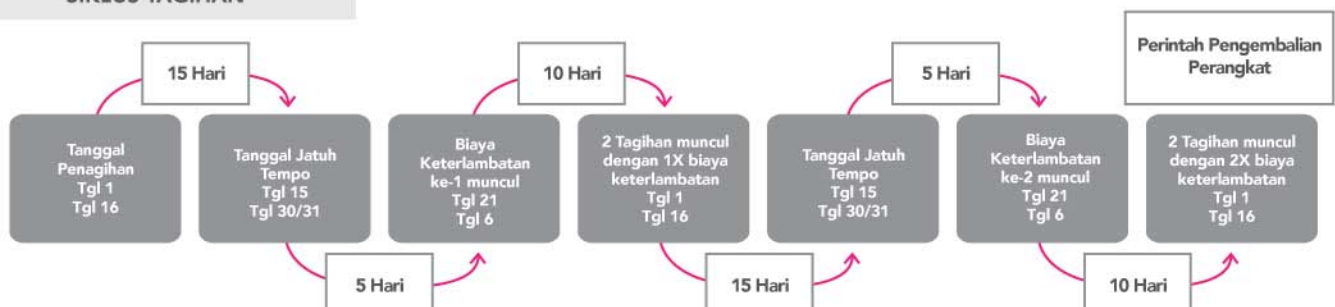 SIKLUS TAGIHAN
15 Hari
10 Hari
5 Hari
Perintah Pengembalian
Perangkat
Tanggal
Penagihan
Tgl 1
Tgl 16
Tanggal Jatuh
Tempo
Tgl 15
Tgl 30/31
Biaya
Keterlambatan
ke-1 muncul
Tgl 21
Tgl 6
2 Tagihan muncul
dengan 1X biaya
keterlambatan
Tgl 1
Tgl 16
Tanggal Jatuh
Tempo
Tgl 15
Tgl 30/31
Biaya
Keterlambatan
ke-2 muncul
Tgl 21
Tgl 6
2 Tagihan muncul
dengan 2X biaya
keterlambatan
Tgl 1
Tgl 16
5 Hari
15 Hari
10 Hari